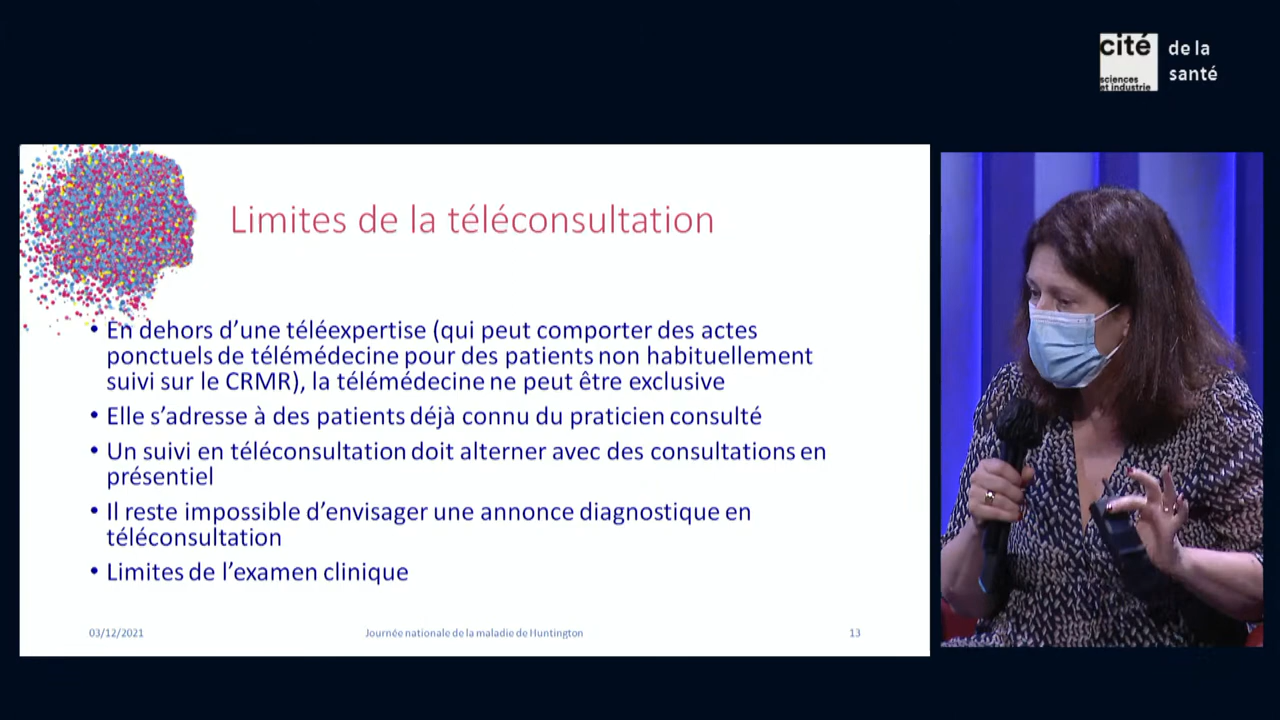 cité
sciences
et industrie
de la
santé
Limites de la téléconsultation
• En dehors d’une téléexpertise (qui peut comporter des actes
ponctuels de télémédecine pour des patients non habituellement
suivi sur le CRMR), la télémédecine ne peut être exclusive
• Elle s’adresse à des patients déjà connu du praticien consulté
• Un suivi en téléconsultation doit alterner avec des consultations en
présentiel
• Il reste impossible d’envisager une annonce diagnostique en
téléconsultation
• Limites de l’examen clinique
03/12/2021
Journée nationale de la maladie de Huntington
13